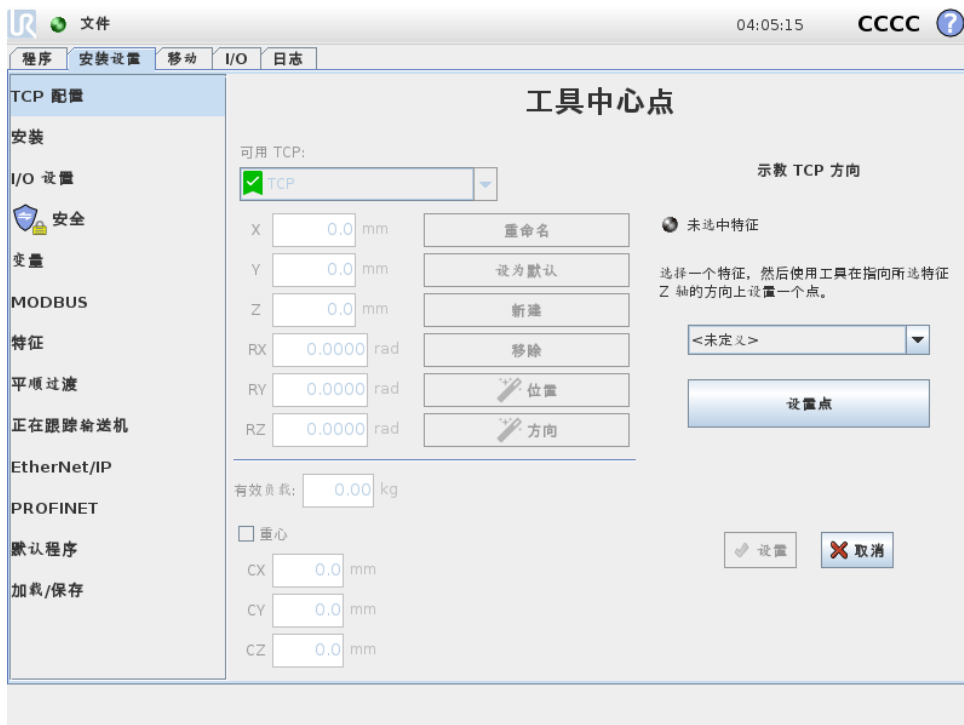 UR 文件 04:05:15 CCCC ?
程序 安装设置 移动 I/O 日志
TCP 配置
安装
I/O 设置
安全
变量
MODBUS
特征
平顺过渡
正在跟踪输送机
EtherNet/IP
PROFINET
默认程序
加载/保存
工具中心点
可用 TCP:
TCP
X 0.0 mm 重命名
Y 0.0 mm 设为默认
Z 0.0 mm 新建
RX 0.0000 rad 移除
RY 0.0000 rad 位置
RZ 0.0000 rad 方向
有效负载: 0.00 kg
重心
CX 0.0 mm
CY 0.0 mm
CZ 0.0 mm
示教 TCP 方向
未选中特征
选择一个特征，然后使用工具在指向所选特征
Z 轴的方向上设置一个点。
<未定义>
设置点
设置 取消